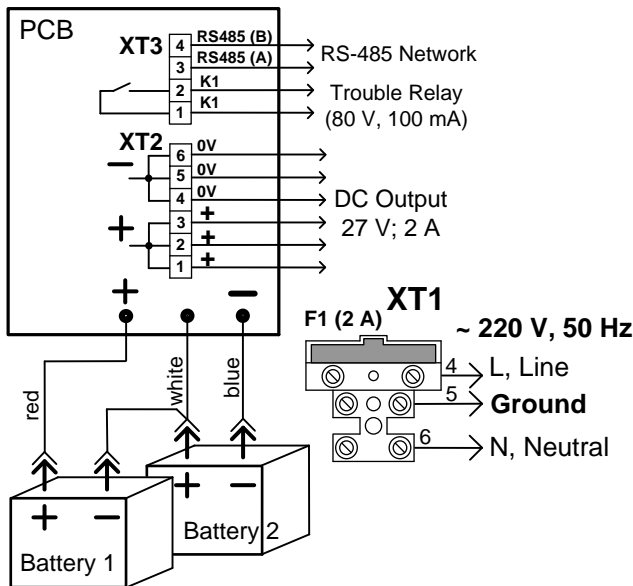 PCB
XT3
4 RS485 (B)
3 RS485 (A)
RS-485 Network
2 K1
1 K1
Trouble Relay
(80 V, 100 mA)
XT2
−
6 0V
5 0V
4 0V
DC Output
27 V; 2 A
+
3 +
2 +
1 +
+ −
XT1
F1 (2 A)
~ 220 V, 50 Hz
4 L, Line
5 Ground
6 N, Neutral
red
white
blue
+ −
Battery 2
+ −
Battery 1